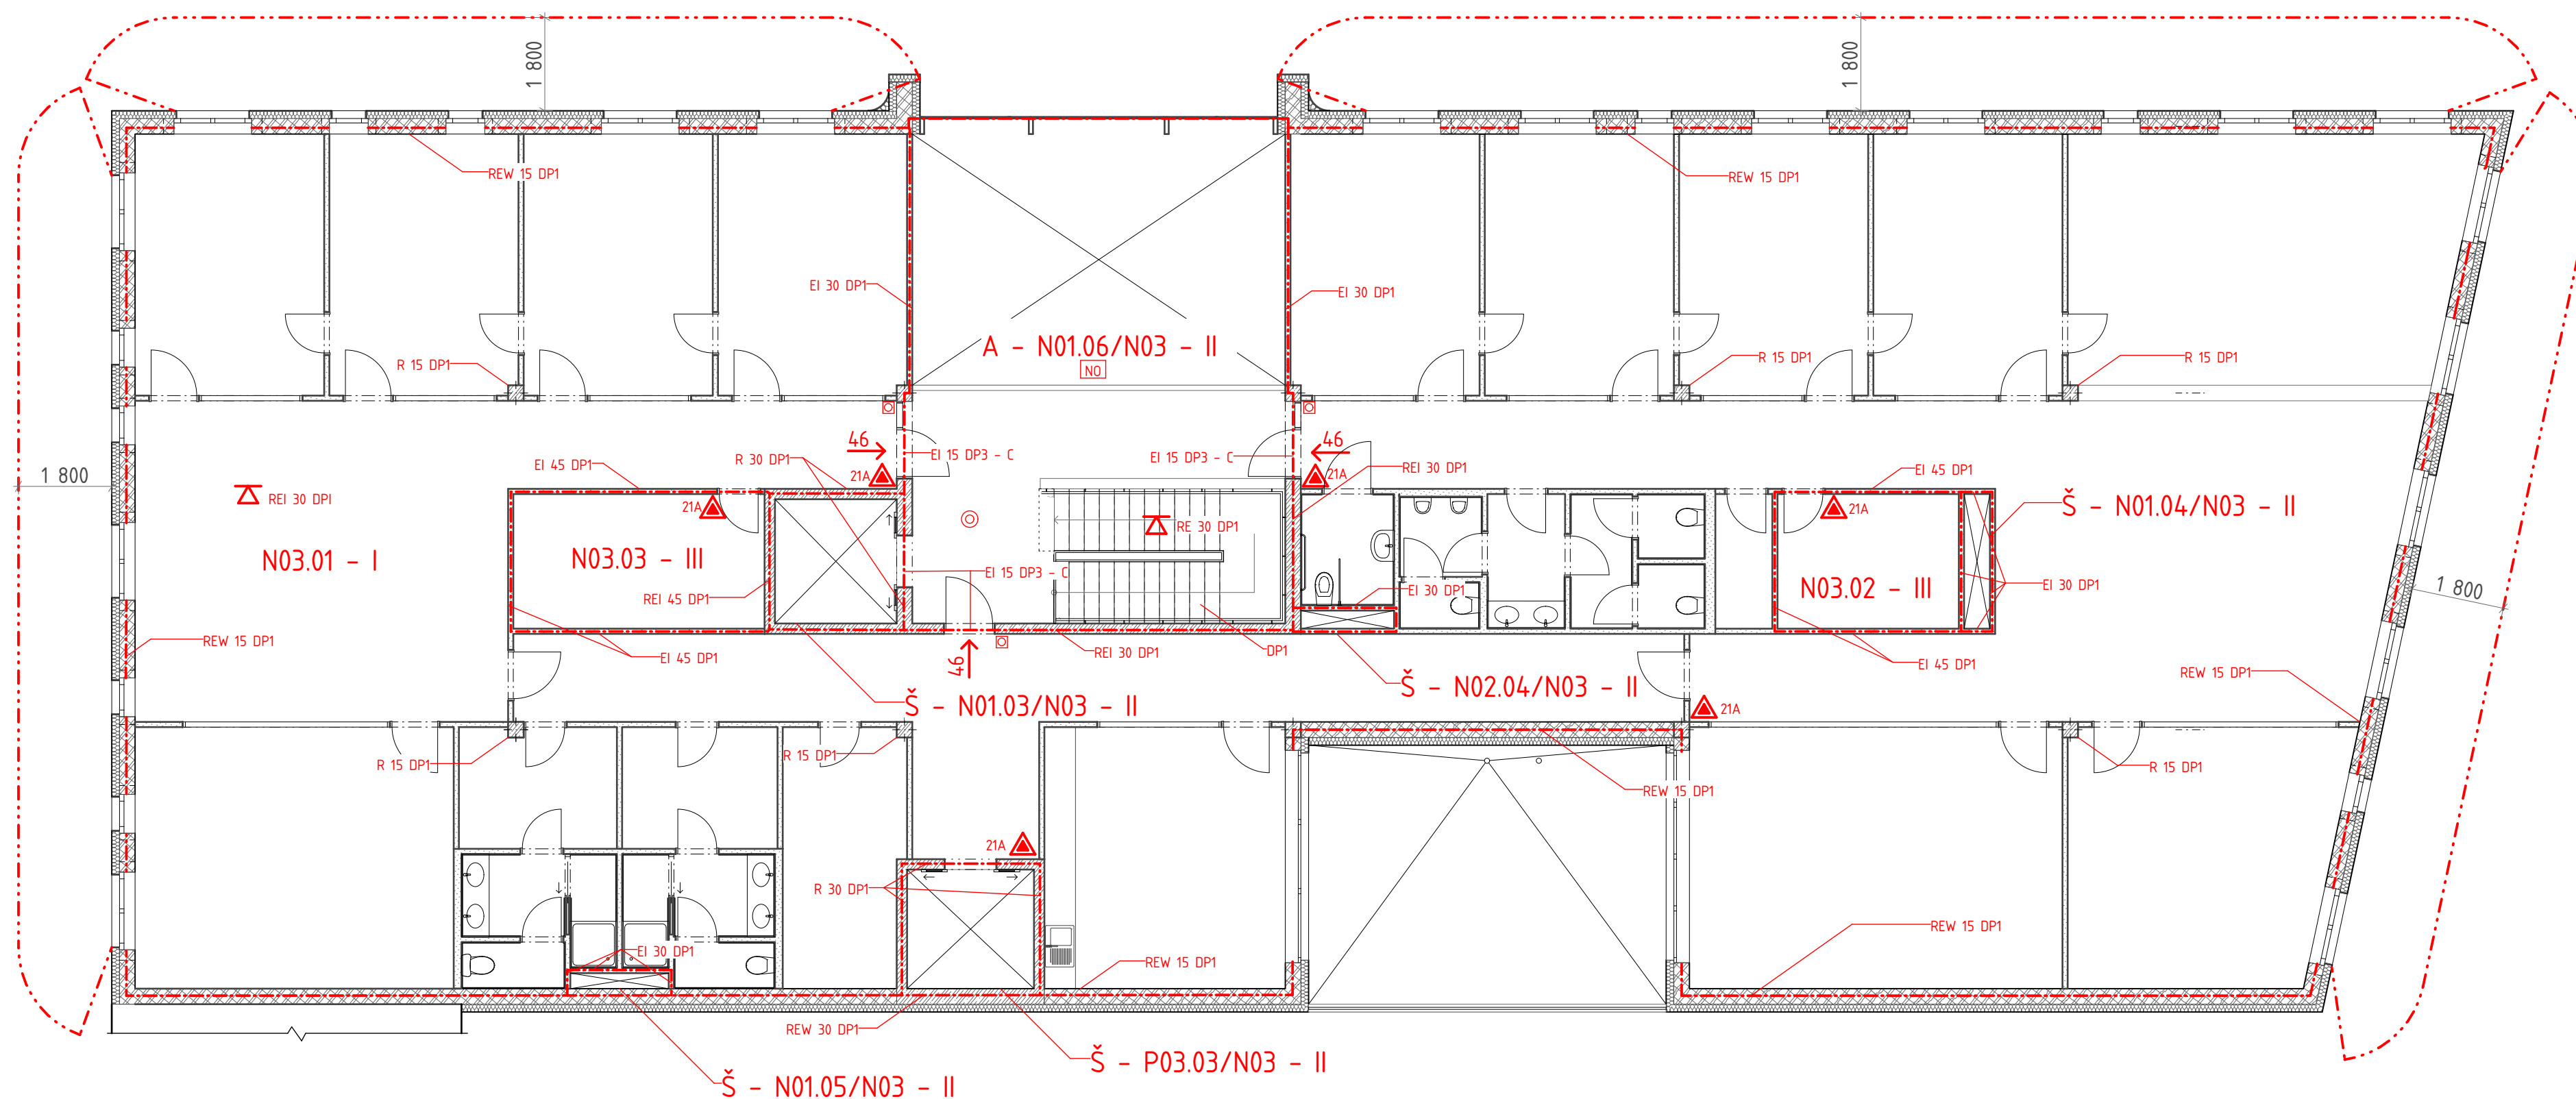 1 800
1 800
REW 15 DP1
REW 15 DP1
EI 30 DP1
EI 30 DP1
A - N01.06/N03 - II
NO
R 15 DP1
R 15 DP1
R 15 DP1
46
46
EI 15 DP3 - C
EI 15 DP3 - C
EI 45 DP1
R 30 DP1
REI 30 DP1
EI 45 DP1
1 800
21A
21A
REI 30 DPI
21A
21A
Š - N01.04/N03 - II
RE 30 DP1
N03.01 - I
N03.03 - III
EI 15 DP3 - C
EI 30 DP1
N03.02 - III
EI 30 DP1
1 800
REI 45 DP1
REW 15 DP1
EI 45 DP1
46
REI 30 DP1
DP1
EI 45 DP1
REW 15 DP1
Š - N02.04/N03 - II
Š - N01.03/N03 - II
21A
R 15 DP1
R 15 DP1
R 15 DP1
REW 15 DP1
21A
R 30 DP1
REW 15 DP1
EI 30 DP1
REW 15 DP1
REW 30 DP1
Š - P03.03/N03 - II
Š - N01.05/N03 - II